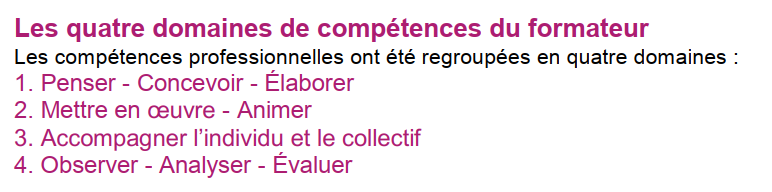 Les quatre domaines de compétences du formateur
Les compétences professionnelles ont été regroupées en quatre domaines :
1. Penser - Concevoir - Élaborer
2. Mettre en œuvre - Animer
3. Accompagner l’individu et le collectif
4. Observer - Analyser - Évaluer